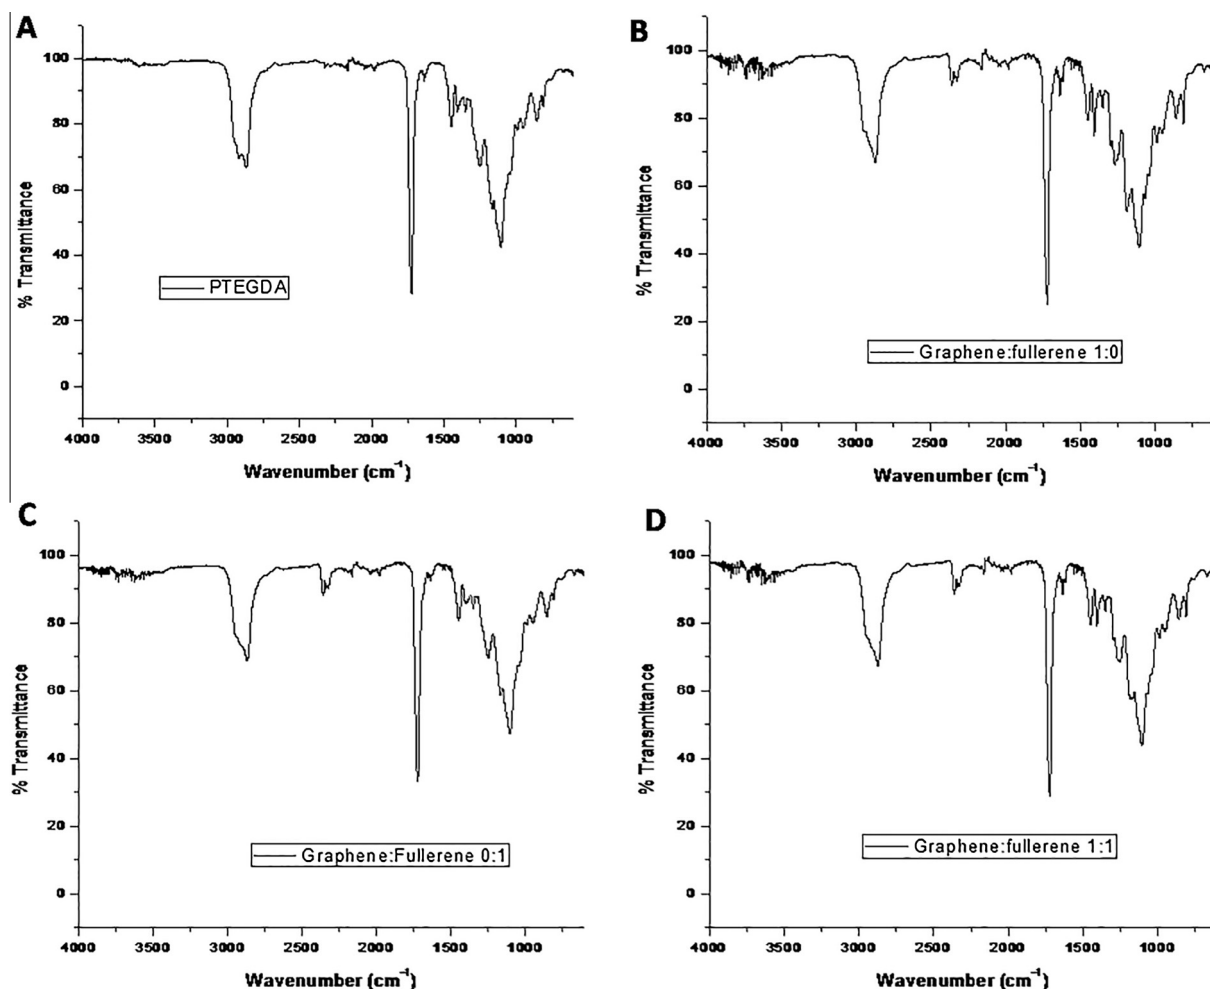 A
100
80
60
40
20
0
% Transmittance
PTEGDA
4000 3500 3000 2500 2000 1500 1000
Wavenumber (cm⁻¹)
B
100
80
60
40
20
0
% Transmittance
Graphene:fullerene 1:0
4000 3500 3000 2500 2000 1500 1000
Wavenumber (cm⁻¹)
C
100
80
60
40
20
0
% Transmittance
Graphene:Fullerene 0:1
4000 3500 3000 2500 2000 1500 1000
Wavenumber (cm⁻¹)
D
100
80
60
40
20
0
% Transmittance
Graphene:fullerene 1:1
4000 3500 3000 2500 2000 1500 1000
Wavenumber (cm⁻¹)